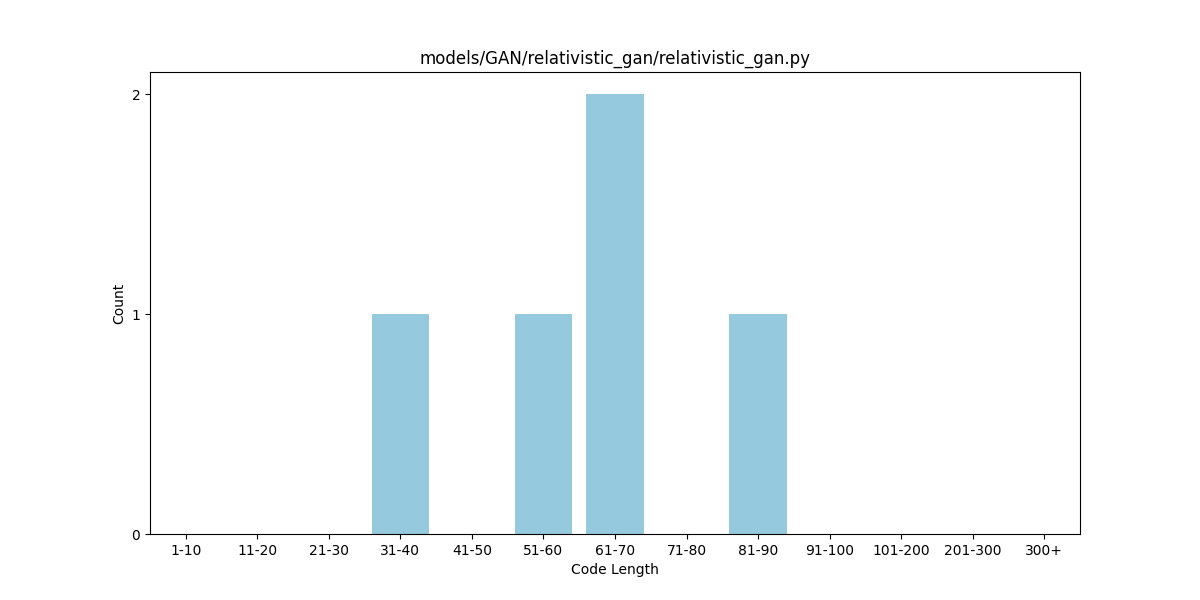 models/GAN/relativistic_gan/relativistic_gan.py
2
1
0
Count
1-10 11-20 21-30 31-40 41-50 51-60 61-70 71-80 81-90 91-100 101-200 201-300 300+
Code Length